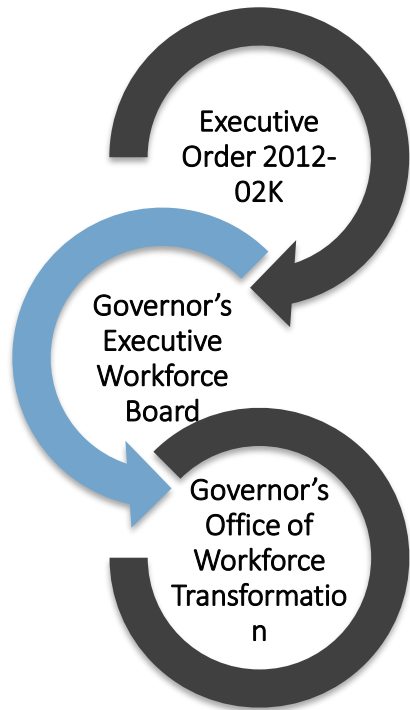 Executive
Order 2012-
02K
Governor’s
Executive
Workforce
Board
Governor’s
Office of
Workforce
Transformatio
n